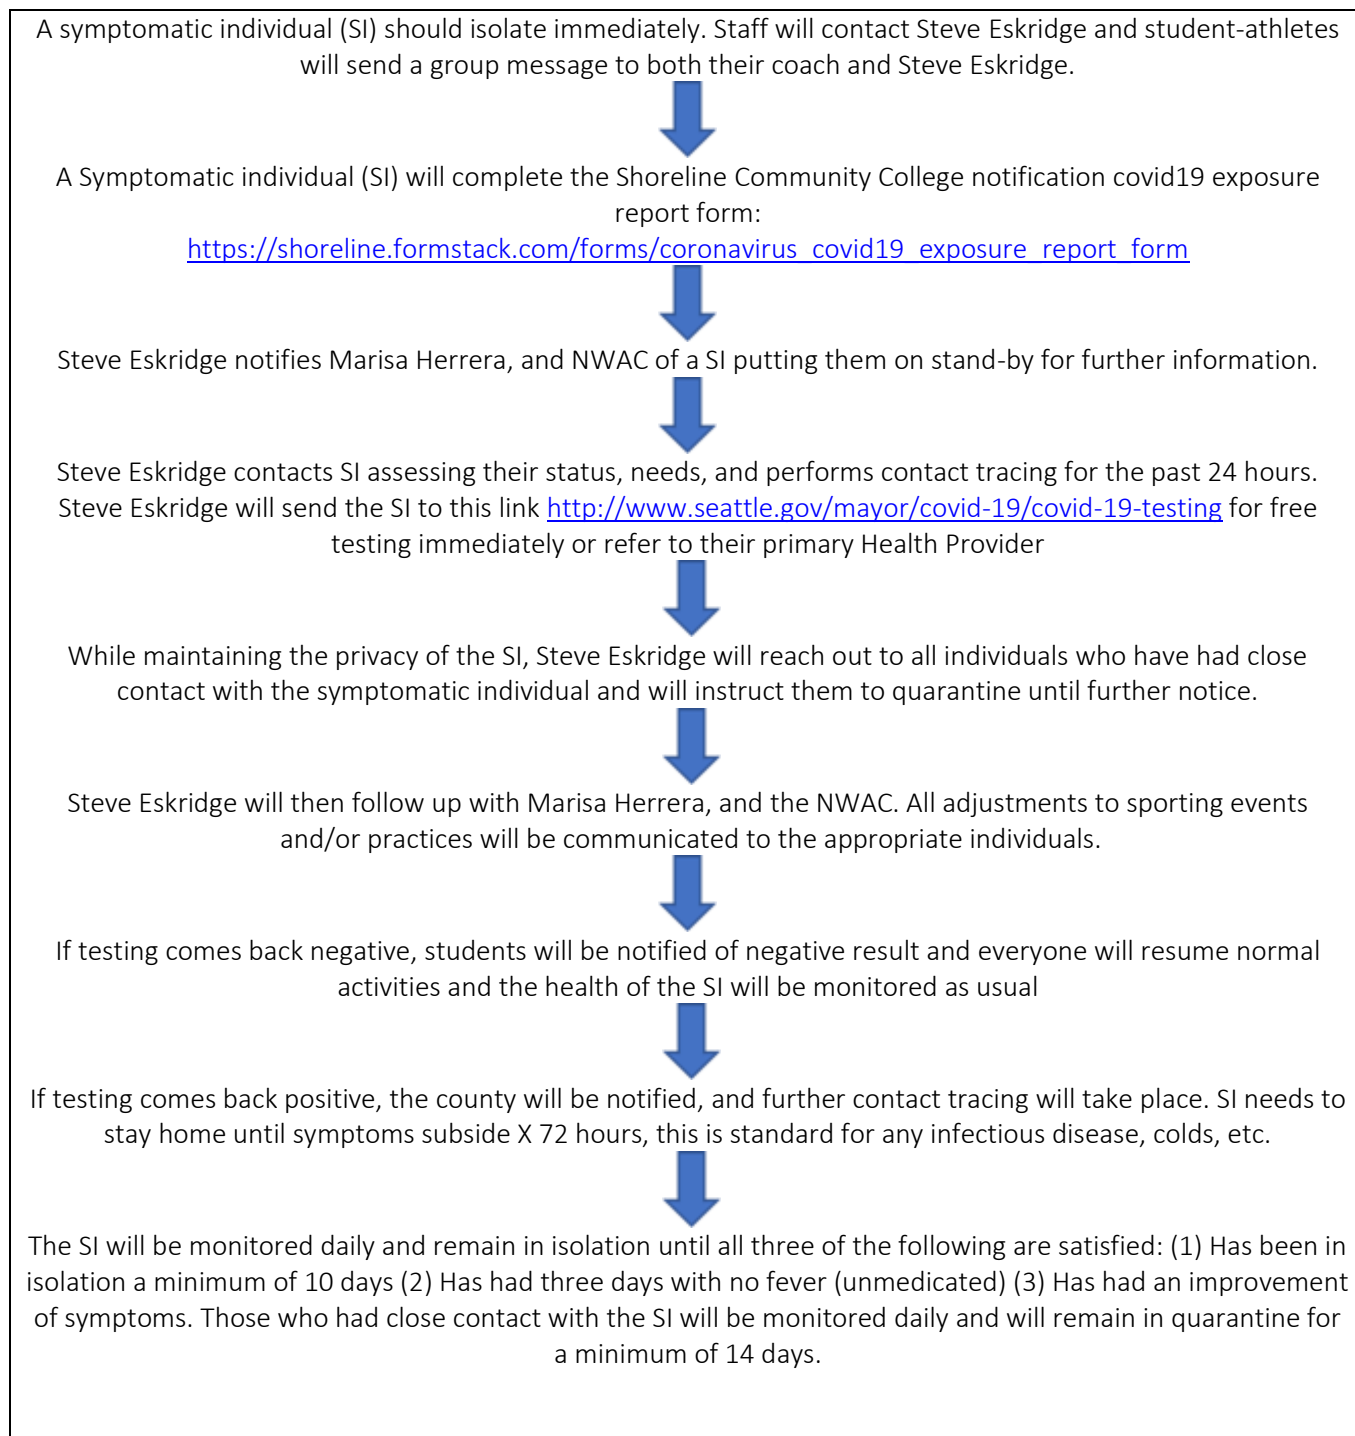 A symptomatic individual (SI) should isolate immediately. Staff will contact Steve Eskridge and student-athletes
will send a group message to both their coach and Steve Eskridge.
A Symptomatic individual (SI) will complete the Shoreline Community College notification covid19 exposure
report form:
https://shoreline.formstack.com/forms/coronavirus_covid19_exposure_report_form
Steve Eskridge notifies Marisa Herrera, and NWAC of a SI putting them on stand-by for further information.
Steve Eskridge contacts SI assessing their status, needs, and performs contact tracing for the past 24 hours.
Steve Eskridge will send the SI to this link http://www.seattle.gov/mayor/covid-19/covid-19-testing for free
testing immediately or refer to their primary Health Provider
While maintaining the privacy of the SI, Steve Eskridge will reach out to all individuals who have had close
contact with the symptomatic individual and will instruct them to quarantine until further notice.
Steve Eskridge will then follow up with Marisa Herrera, and the NWAC. All adjustments to sporting events
and/or practices will be communicated to the appropriate individuals.
If testing comes back negative, students will be notified of negative result and everyone will resume normal
activities and the health of the SI will be monitored as usual
If testing comes back positive, the county will be notified, and further contact tracing will take place. SI needs to
stay home until symptoms subside X 72 hours, this is standard for any infectious disease, colds, etc.
The SI will be monitored daily and remain in isolation until all three of the following are satisfied: (1) Has been in
isolation a minimum of 10 days (2) Has had three days with no fever (unmedicated) (3) Has had an improvement
of symptoms. Those who had close contact with the SI will be monitored daily and will remain in quarantine for
a minimum of 14 days.